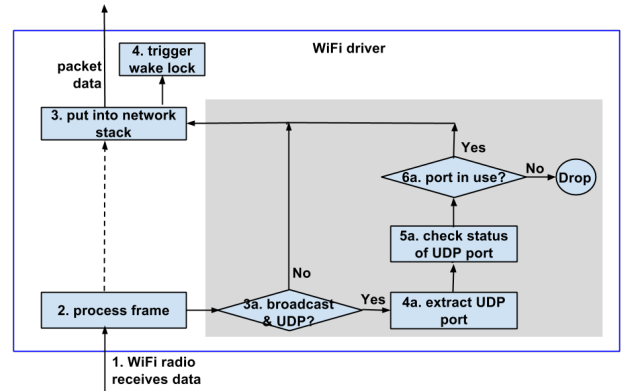 WiFi driver
4. trigger
wake lock
packet
data
3. put into network
stack
Yes
6a. port in use?
No
Drop
5a. check status
of UDP port
No
2. process frame
3a. broadcast
& UDP?
Yes
4a. extract UDP
port
1. WiFi radio
receives data